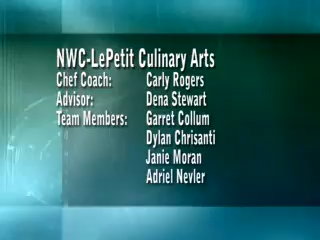 NWC-LePetit Culinary Arts
Chef Coach: Carly Rogers
Advisor: Dena Stewart
Team Members: Garret Collum
Dylan Chrisanti
Janie Moran
Adriel Nevler